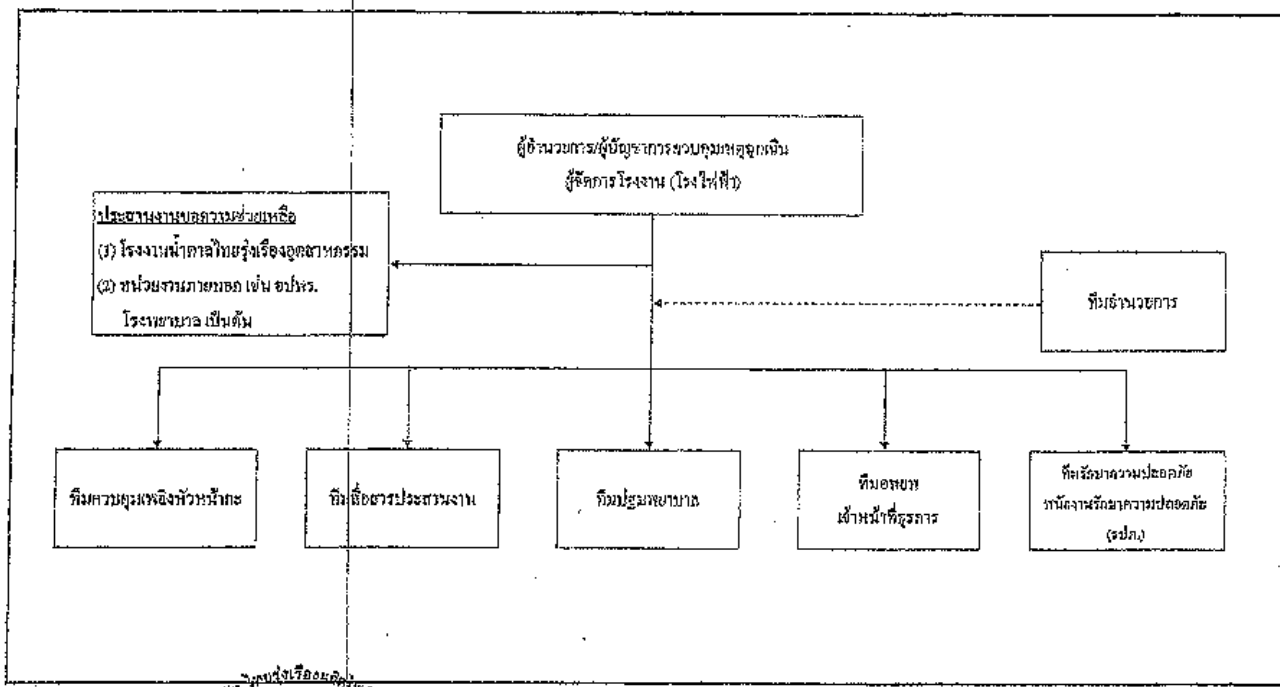 ผู้อำนวยการ/ผู้บัญชาการควบคุมเหตุฉุกเฉิน
ผู้จัดการโรงงาน (โรงไฟฟ้า)
ประสานงานขอความช่วยเหลือ
(1) โรงงานน้ำตาลไทยรุ่งเรืองอุตสาหกรรม
(2) หน่วยงานภายนอก เช่น อปพร.
โรงพยาบาล เป็นต้น
ทีมอำนวยการ
ทีมควบคุมเพลิงหัวหน้ากะ
ทีมสื่อสารประสานงาน
ทีมปฐมพยาบาล
ทีมอพยพ
เจ้าหน้าที่ธุรการ
ทีมรักษาความปลอดภัย
พนักงานรักษาความปลอดภัย
(รปภ.)